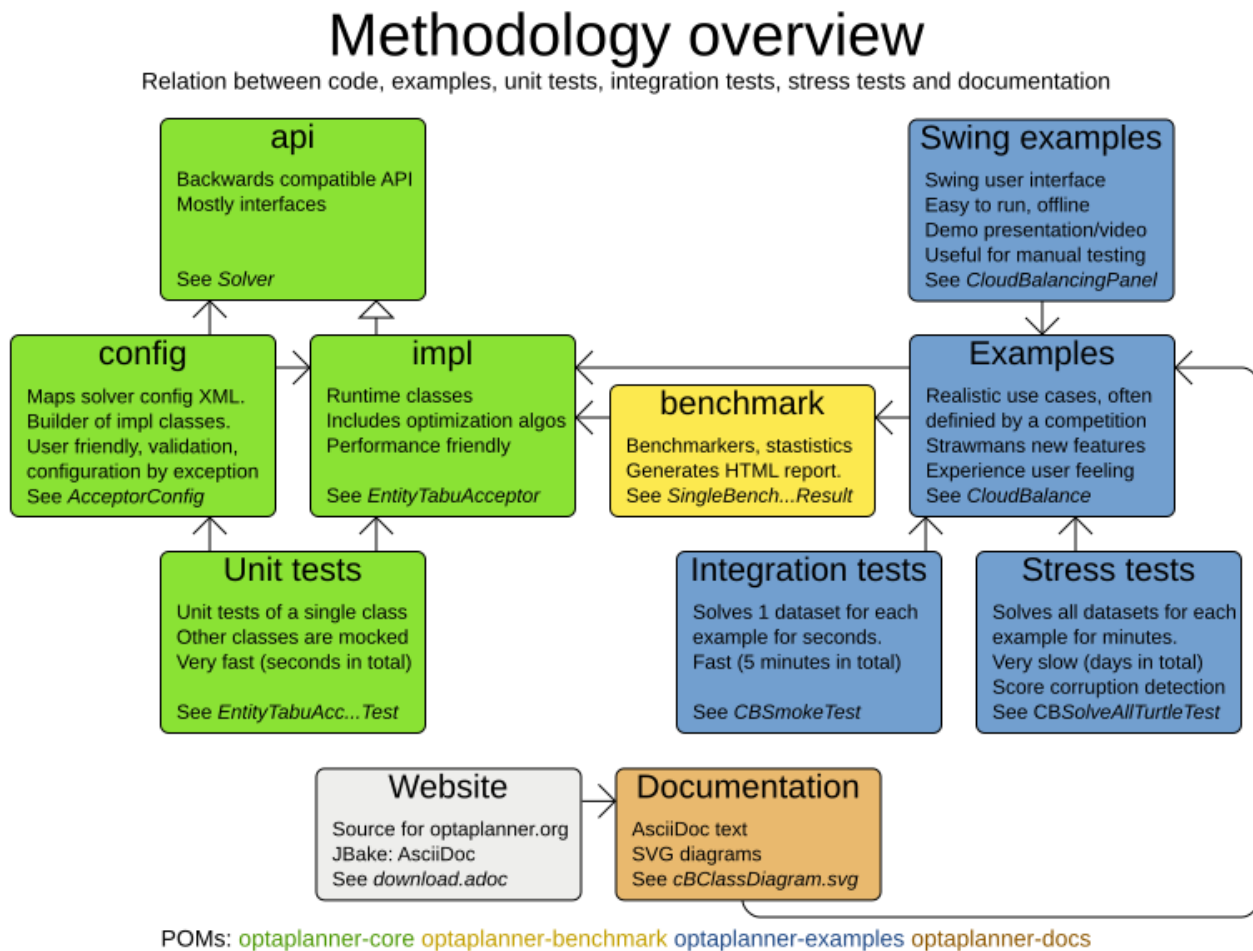 Methodology overview
Relation between code, examples, unit tests, integration tests, stress tests and documentation
api
Backwards compatible API
Mostly interfaces
See Solver
Swing examples
Swing user interface
Easy to run, offline
Demo presentation/video
Useful for manual testing
See CloudBalancingPanel
config
Maps solver config XML.
Builder of impl classes.
User friendly, validation,
configuration by exception
See AcceptorConfig
impl
Runtime classes
Includes optimization algos
Performance friendly
See EntityTabuAcceptor
benchmark
Benchmarkers, stastistics
Generates HTML report.
See SingleBench...Result
Examples
Realistic use cases, often
definied by a competition
Strawmans new features
Experience user feeling
See CloudBalance
Unit tests
Unit tests of a single class
Other classes are mocked
Very fast (seconds in total)
See EntityTabuAcc...Test
Integration tests
Solves 1 dataset for each
example for seconds.
Fast (5 minutes in total)
See CBSmokeTest
Stress tests
Solves all datasets for each
example for minutes.
Very slow (days in total)
Score corruption detection
See CBSolveAllTurtleTest
Website
Source for optaplanner.org
JBake: AsciiDoc
See download.adoc
Documentation
AsciiDoc text
SVG diagrams
See cBClassDiagram.svg
POMs: optaplanner-core optaplanner-benchmark optaplanner-examples optaplanner-docs